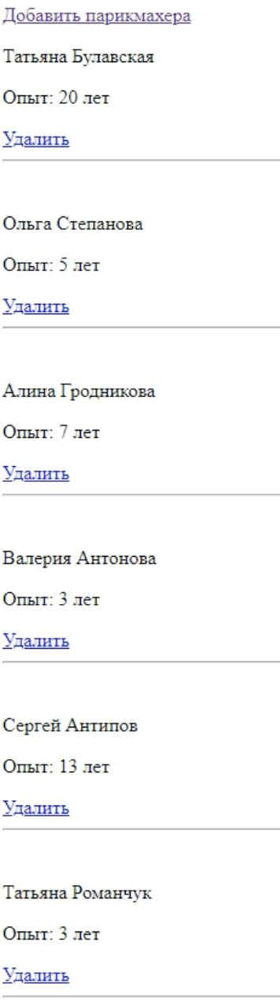 Добавить парикмахера
Татьяна Булавская
Опыт: 20 лет
Удалить
Ольга Степанова
Опыт: 5 лет
Удалить
Алина Гродникова
Опыт: 7 лет
Удалить
Валерия Антонова
Опыт: 3 лет
Удалить
Сергей Антипов
Опыт: 13 лет
Удалить
Татьяна Романчук
Опыт: 3 лет
Удалить